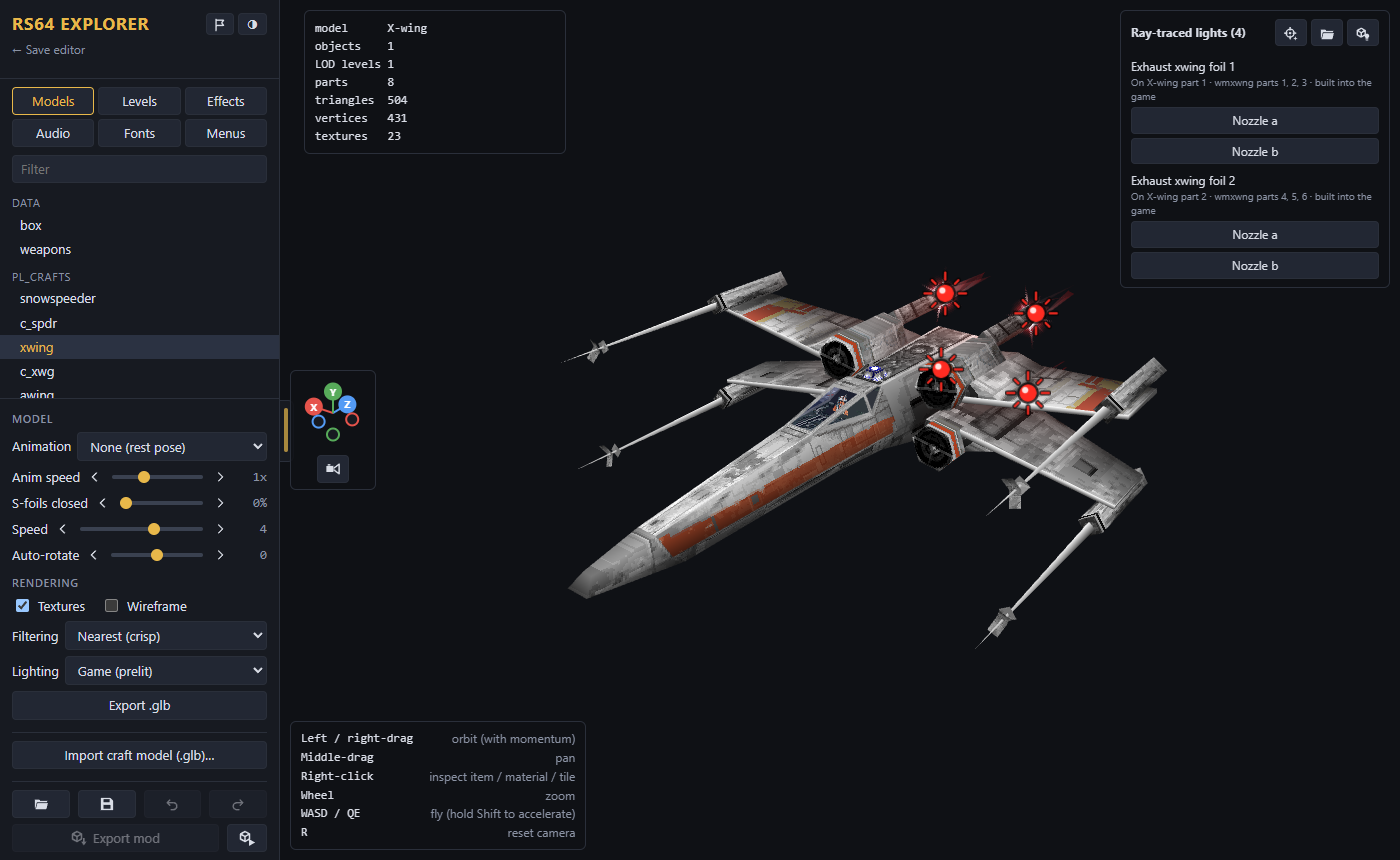 RS64 EXPLORER
← Save editor
Models
Levels
Effects
Audio
Fonts
Menus
Filter
DATA
box
weapons
PL_CRAFTS
snowspeeder
c_spdr
xwing
c_xwg
awing
MODEL
Animation
None (rest pose)
Anim speed
1x
S-foils closed
0%
Speed
4
Auto-rotate
0
RENDERING
Textures
Wireframe
Filtering
Nearest (crisp)
Lighting
Game (prelit)
Export .glb
Import craft model (.glb)...
Export mod
model X-wing
objects 1
LOD levels 1
parts 8
triangles 504
vertices 431
textures 23
Y
X
Z
Left / right-drag orbit (with momentum)
Middle-drag pan
Right-click inspect item / material / tile
Wheel zoom
WASD / QE fly (hold Shift to accelerate)
R reset camera
Ray-traced lights (4)
Exhaust xwing foil 1
On X-wing part 1 · wmxwng parts 1, 2, 3 · built into the
game
Nozzle a
Nozzle b
Exhaust xwing foil 2
On X-wing part 2 · wmxwng parts 4, 5, 6 · built into the
game
Nozzle a
Nozzle b